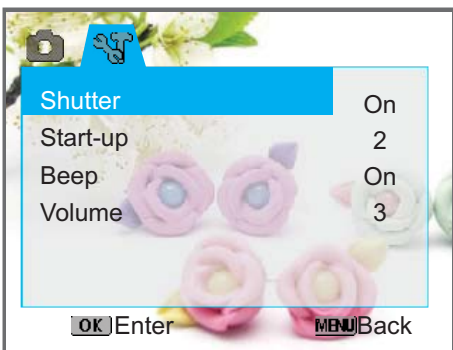 Shutter On
Start-up 2
Beep On
Volume 3
OK Enter MENU Back